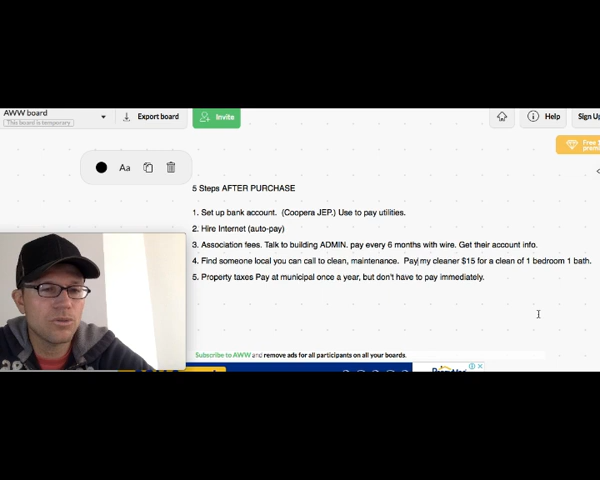 AWW board
This board is temporary
Export board
Invite
Help
Sign Up
Free 1
premi
Aa
5 Steps AFTER PURCHASE
1. Set up bank account. (Coopera JEP.) Use to pay utilities.
2. Hire Internet (auto-pay)
3. Association fees. Talk to building ADMIN. pay every 6 months with wire. Get their account info.
4. Find someone local you can call to clean, maintenance. Pay my cleaner $15 for a clean of 1 bedroom 1 bath.
5. Property taxes Pay at municipal once a year, but don't have to pay immediately.
Subscribe to AWW and remove ads for all participants on all your boards.